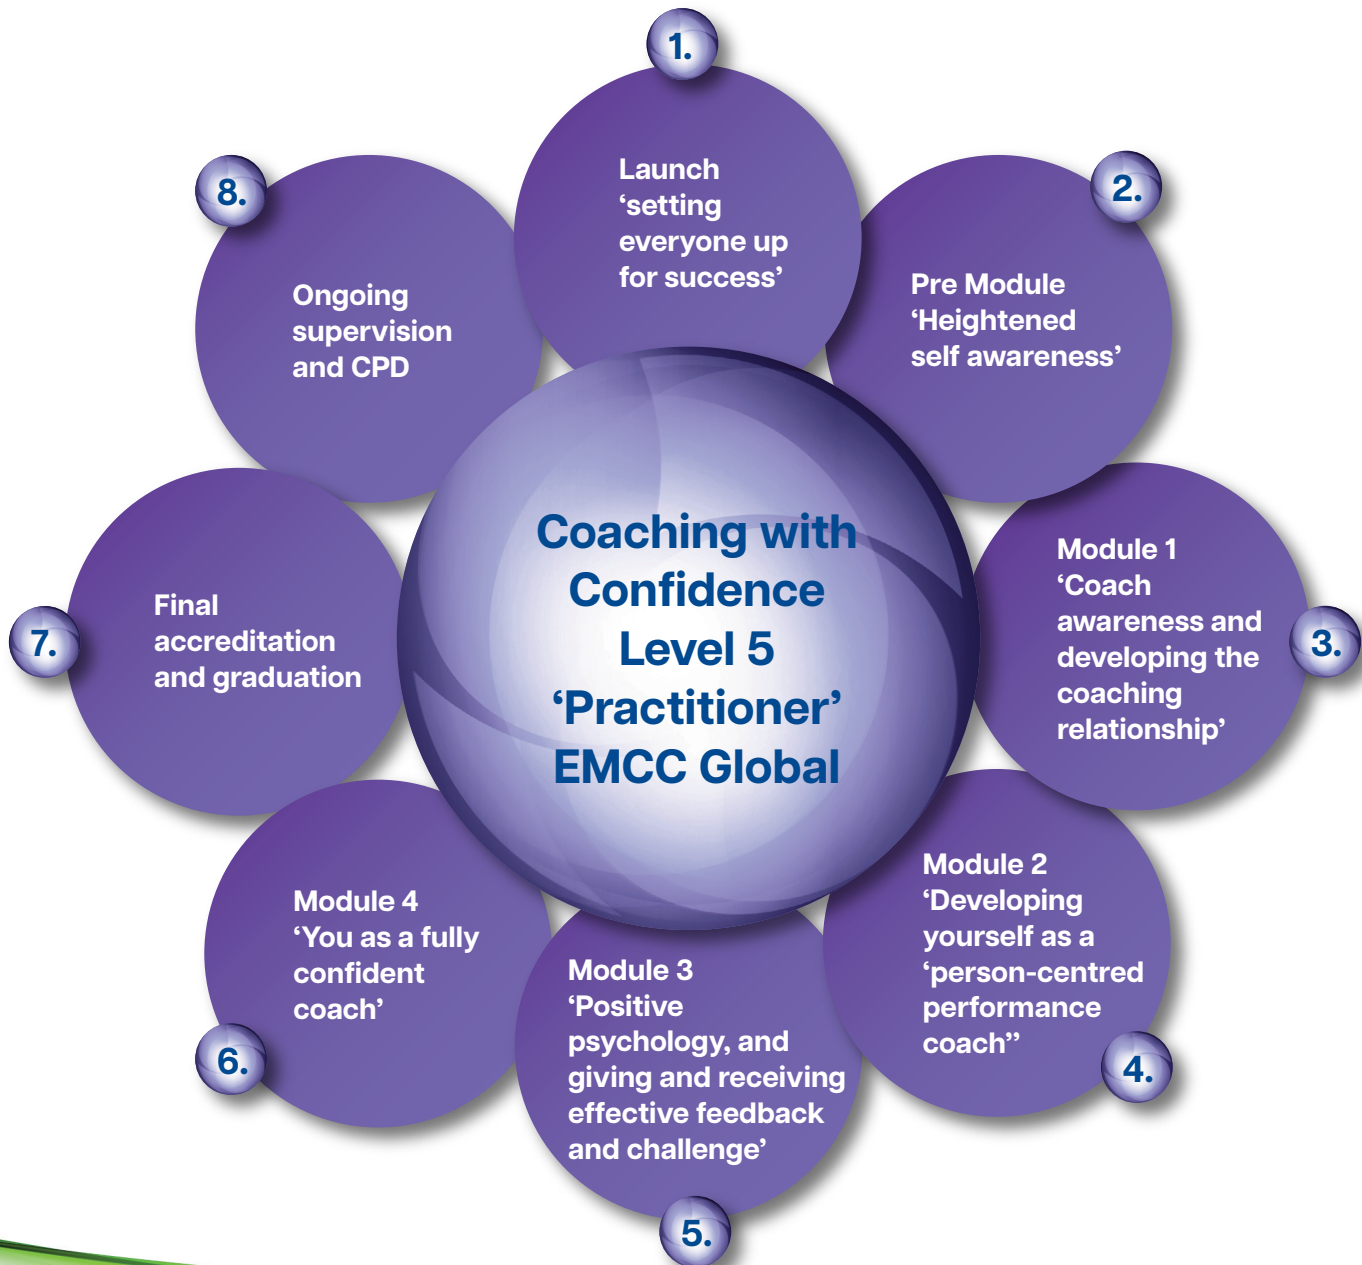 Coaching with
Confidence
Level 5
‘Practitioner’
EMCC Global
1.
Launch
‘setting
everyone up
for success’
2.
Pre Module
‘Heightened
self awareness’
3.
Module 1
‘Coach
awareness and
developing the
coaching
relationship’
4.
Module 2
‘Developing
yourself as a
‘person-centred
performance
coach’’
5.
Module 3
‘Positive
psychology, and
giving and receiving
effective feedback
and challenge’
6.
Module 4
‘You as a fully
confident
coach’
7.
Final
accreditation
and graduation
8.
Ongoing
supervision
and CPD